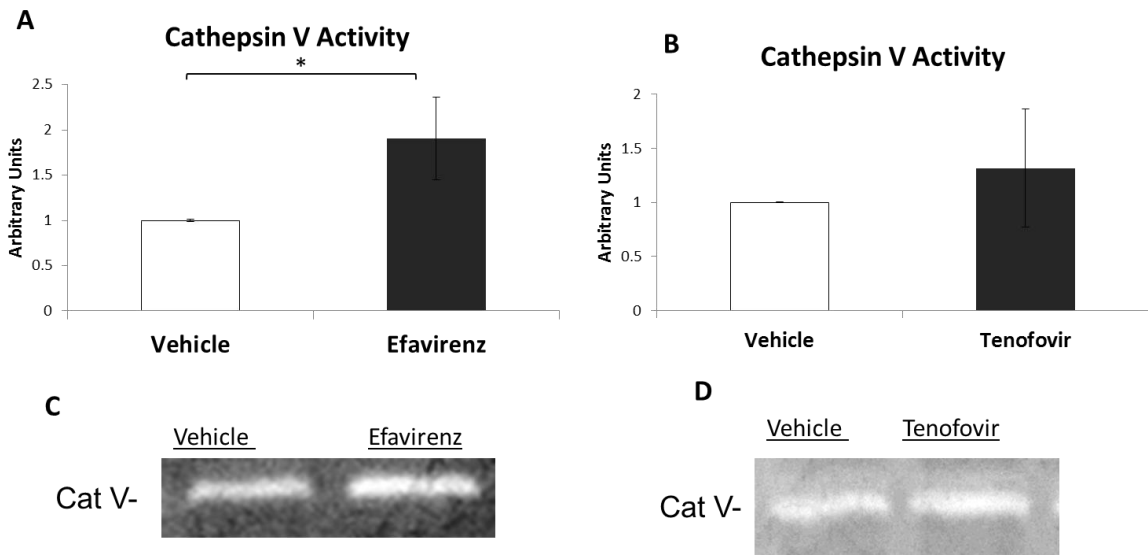 A
Cathepsin V Activity
*
2.5
2
1.5
1
0.5
0
Arbitrary Units
Vehicle
Efavirenz
B
Cathepsin V Activity
2
1.5
1
0.5
0
Arbitrary Units
Vehicle
Tenofovir
C
Vehicle
Efavirenz
Cat V-
D
Vehicle
Tenofovir
Cat V-